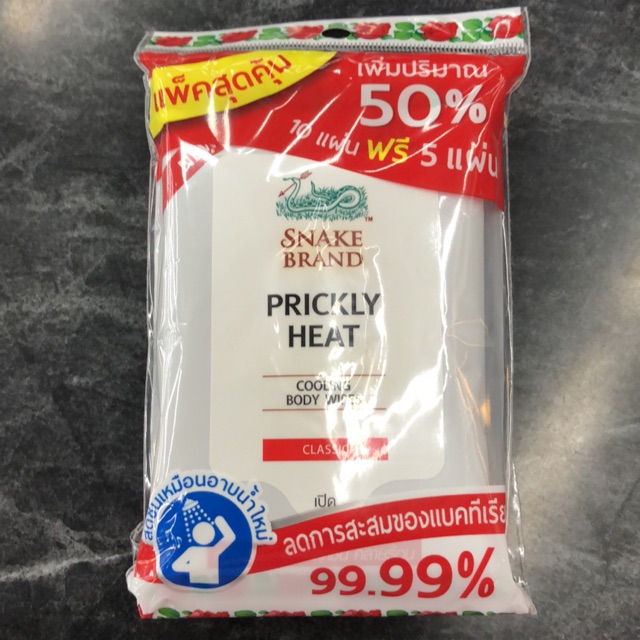 แพ็คสุดคุ้ม
เพิ่มปริมาณ
50%
10 แผ่น ฟรี 5 แผ่น
SNAKE
BRAND
TM
PRICKLY
HEAT
COOLING
BODY WIPES
CLASSIC
เปิด
สดชื่นเหมือนอาบน้ำใหม่
ลดการสะสมของแบคทีเรีย
99.99%